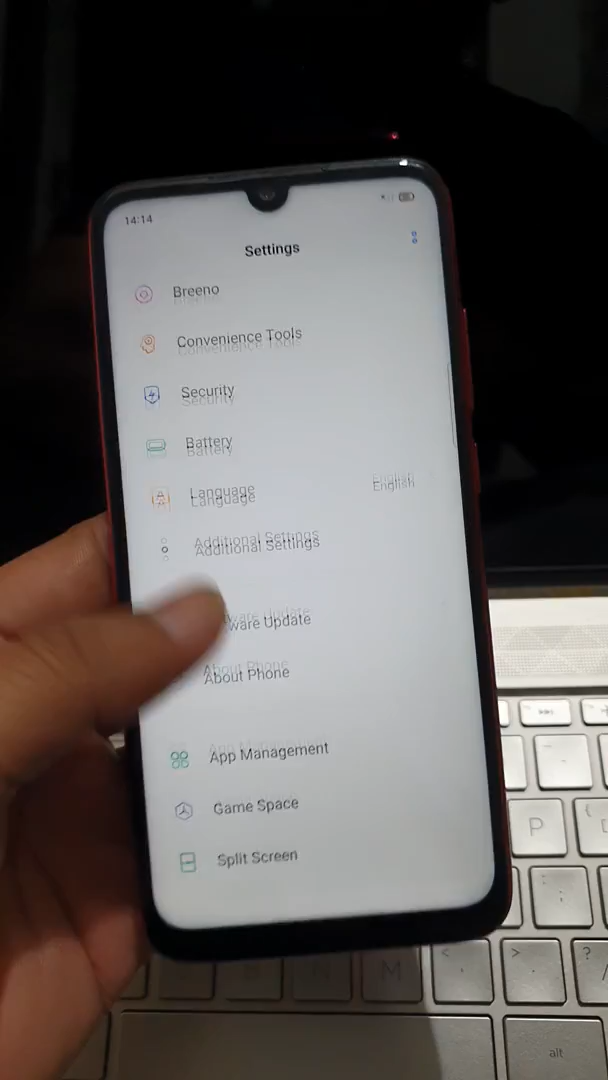 14:14
Settings
Breeno
Convenience Tools
Security
Battery
Language English
Additional Settings
ware Update
About Phone
App Management
Game Space
Split Screen
P
M
<
,
>
.
?
/
alt